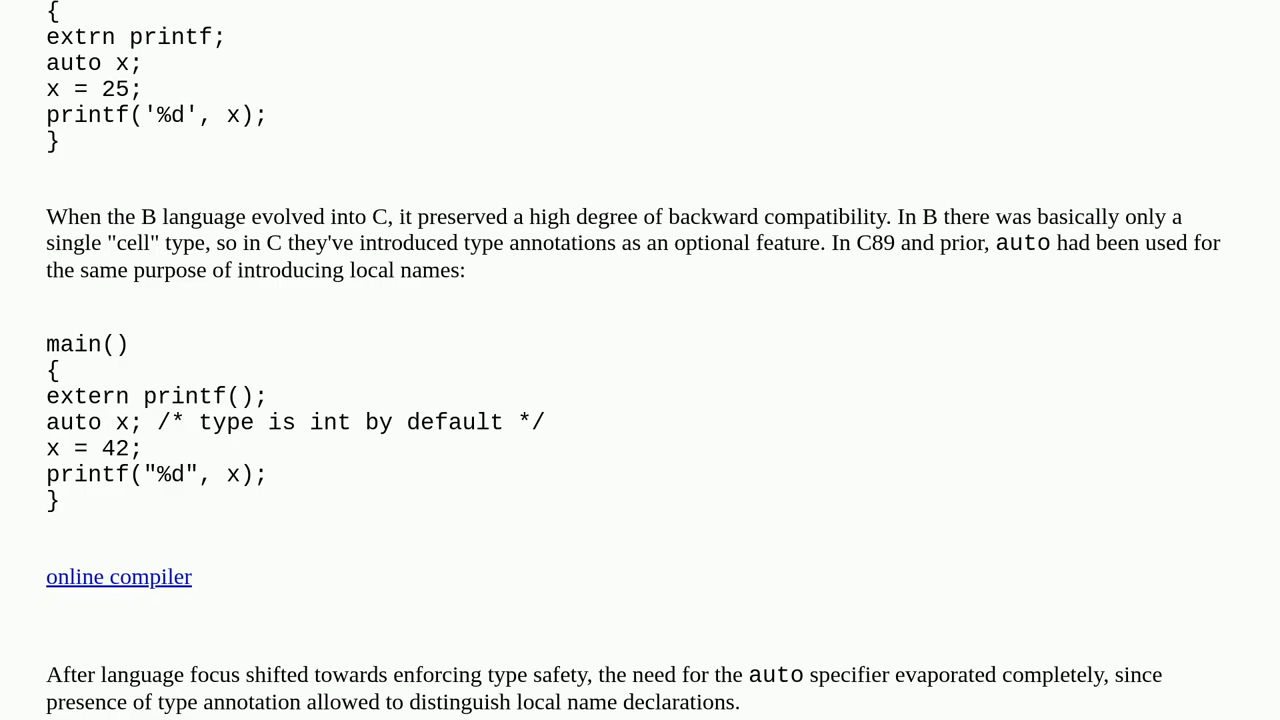 {
extrn printf;
auto x;
x = 25;
printf('%d', x);
}
When the B language evolved into C, it preserved a high degree of backward compatibility. In B there was basically only a
single "cell" type, so in C they've introduced type annotations as an optional feature. In C89 and prior, auto had been used for
the same purpose of introducing local names:
main()
{
extern printf();
auto x; /* type is int by default */
x = 42;
printf("%d", x);
}
online compiler
After language focus shifted towards enforcing type safety, the need for the auto specifier evaporated completely, since
presence of type annotation allowed to distinguish local name declarations.